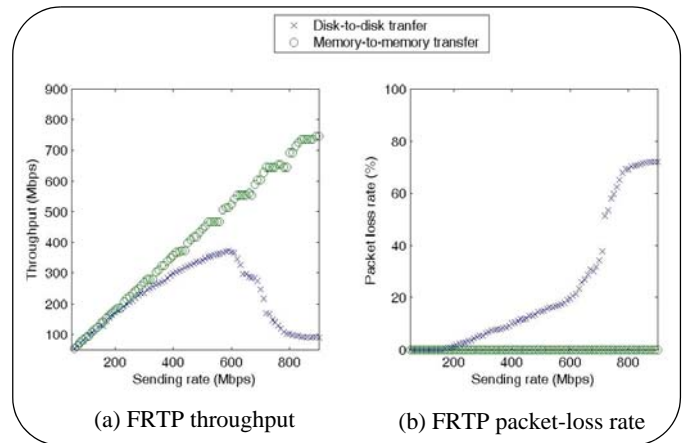 Disk-to-disk tranfer
Memory-to-memory transfer
900
800
700
600
500
400
300
200
100
Throughput (Mbps)
200 400 600 800
Sending rate (Mbps)
(a) FRTP throughput
100
80
60
40
20
0
Packet loss rate (%)
200 400 600 800
Sending rate (Mbps)
(b) FRTP packet-loss rate